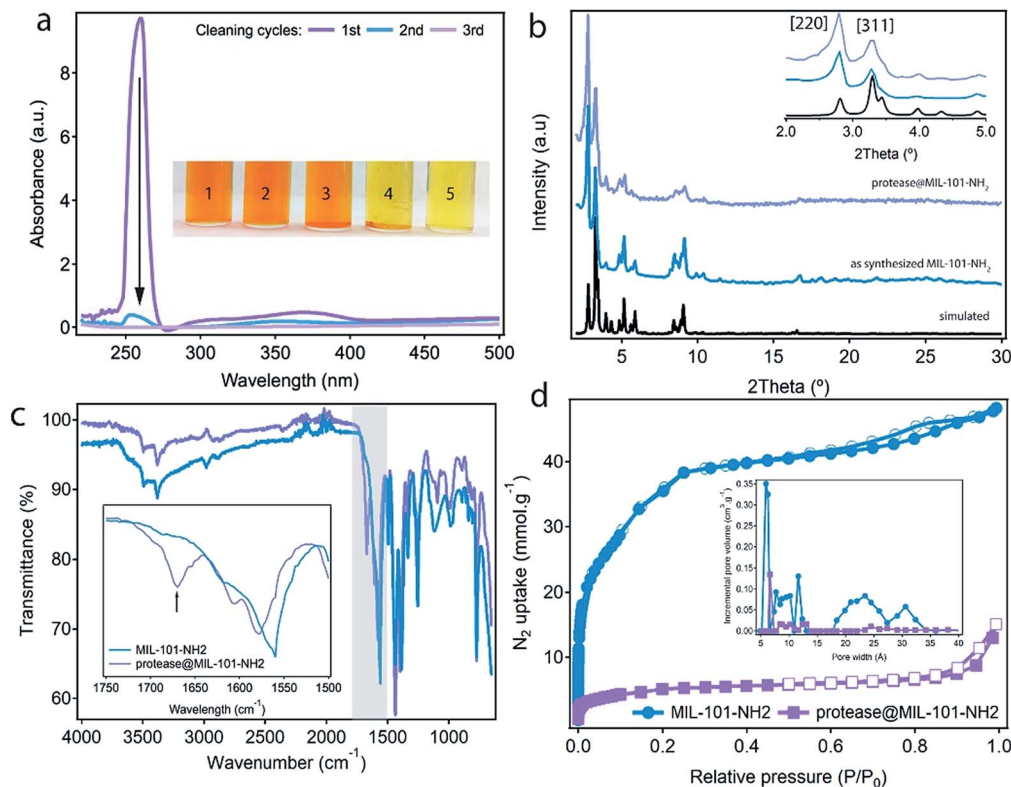 a
Cleaning cycles: 1st 2nd 3rd
8
6
4
2
0
Absorbance (a.u.)
1 2 3 4 5
250 300 350 400 450 500
Wavelength (nm)
b
[220] [311]
2.0 3.0 4.0 5.0
2Theta (º)
Intensity (a.u)
protease@MIL-101-NH2
as synthesized MIL-101-NH2
simulated
5 10 15 20 25 30
2Theta (º)
c
100
90
80
70
60
Transmittance (%)
MIL-101-NH2
protease@MIL-101-NH2
1750 1700 1650 1600 1550 1500
Wavelength (cm-1)
4000 3500 3000 2500 2000 1500 1000
Wavenumber (cm-1)
d
40
30
20
10
N2 uptake (mmol.g-1)
0.35
0.30
0.25
0.20
0.15
0.10
0.05
0.00
Incremental pore volume (cm3.g-1)
5 10 15 20 25 30 35 40
Pore width (Å)
MIL-101-NH2 protease@MIL-101-NH2
0.0 0.2 0.4 0.6 0.8 1.0
Relative pressure (P/P0)